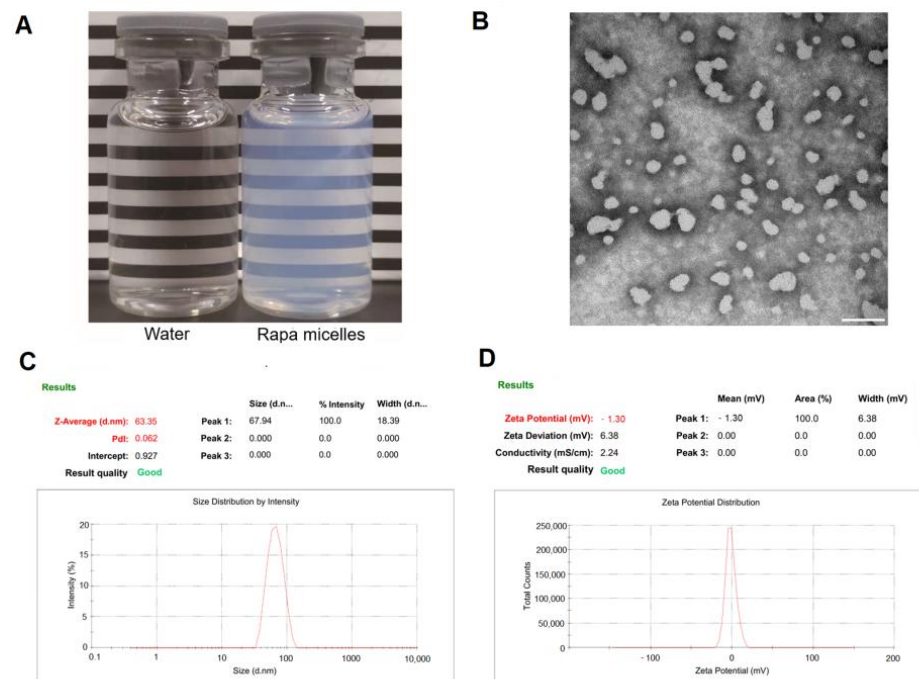 A
B
Water
Rapa micelles
C
D
Results
Size (d.n... % Intensity Width (d.n...
Z-Average (d.nm): 63.35 Peak 1: 67.94 100.0 18.39
PdI: 0.062 Peak 2: 0.000 0.0 0.000
Intercept: 0.927 Peak 3: 0.000 0.0 0.000
Result quality Good
Size Distribution by Intensity
Intensity (%)
20
15
10
5
0
0.1 1 10 100 1000 10,000
Size (d.nm)
Results
Mean (mV) Area (%) Width (mV)
Zeta Potential (mV): - 1.30 Peak 1: - 1.30 100.0 6.38
Zeta Deviation (mV): 6.38 Peak 2: 0.00 0.0 0.00
Conductivity (mS/cm): 2.24 Peak 3: 0.00 0.0 0.00
Result quality Good
Zeta Potential Distribution
Total Counts
250,000
200,000
150,000
100,000
50,000
0
- 100 0 100 200
Zeta Potential (mV)